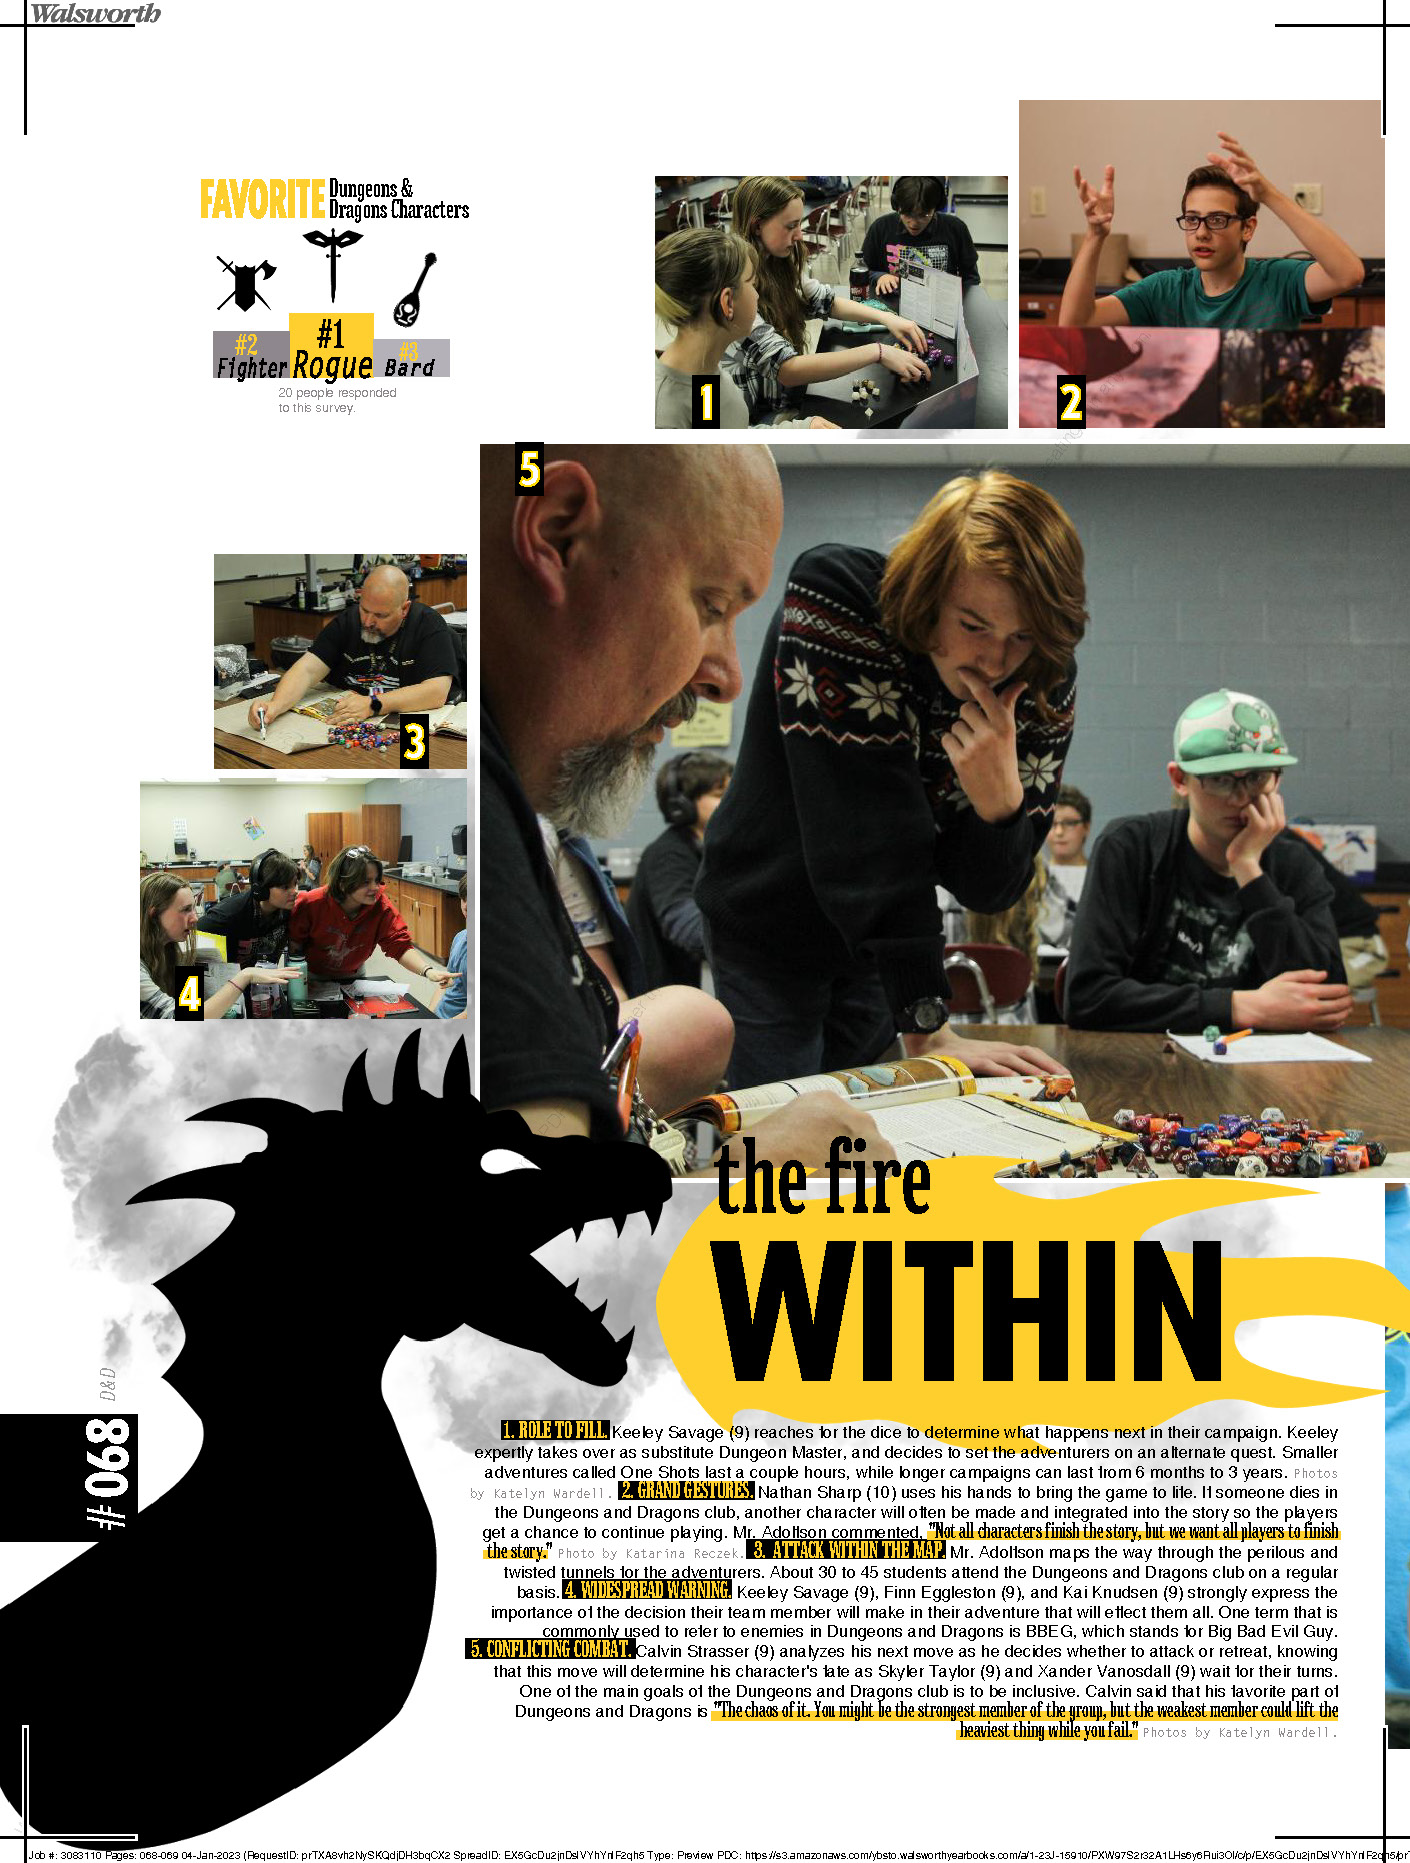 Walsworth
FAVORITE Dungeons &
Dragons Characters
#1
#2
#3
Fighter Rogue Bard
20 people responded
to this survey.
1
2
5
3
4
the fire
WITHIN
D&D
#068
1. ROLE TO FILL. Keeley Savage (9) reaches for the dice to determine what happens next in their campaign. Keeley
expertly takes over as substitute Dungeon Master, and decides to set the adventurers on an alternate quest. Smaller
adventures called One Shots last a couple hours, while longer campaigns can last from 6 months to 3 years. Photos
by Katelyn Wardell. 2. GRAND GESTURES. Nathan Sharp (10) uses his hands to bring the game to life. If someone dies in
the Dungeons and Dragons club, another character will often be made and integrated into the story so the players
get a chance to continue playing. Mr. Adolfson commented, "Not all characters finish the story, but we want all players to finish
the story." Photo by Katarina Reczek. 3. ATTACK WITHIN THE MAP. Mr. Adolfson maps the way through the perilous and
twisted tunnels for the adventurers. About 30 to 45 students attend the Dungeons and Dragons club on a regular
basis. 4. WIDESPREAD WARNING. Keeley Savage (9), Finn Eggleston (9), and Kai Knudsen (9) strongly express the
importance of the decision their team member will make in their adventure that will effect them all. One term that is
commonly used to refer to enemies in Dungeons and Dragons is BBEG, which stands for Big Bad Evil Guy.
5. CONFLICTING COMBAT. Calvin Strasser (9) analyzes his next move as he decides whether to attack or retreat, knowing
that this move will determine his character's fate as Skyler Taylor (9) and Xander Vanosdall (9) wait for their turns.
One of the main goals of the Dungeons and Dragons club is to be inclusive. Calvin said that his favorite part of
Dungeons and Dragons is "The chaos of it. You might be the strongest member of the group, but the weakest member could lift the
heaviest thing while you fail." Photos by Katelyn Wardell.
Job #: 3083110 Pages: 068-069 04-Jan-2023 (RequestID: prTXA8vh2NySKQdjDH3bqCX2 SpreadID: EX5GcDu2jnDslVYhYnIF2qh5 Type: Preview PDC: